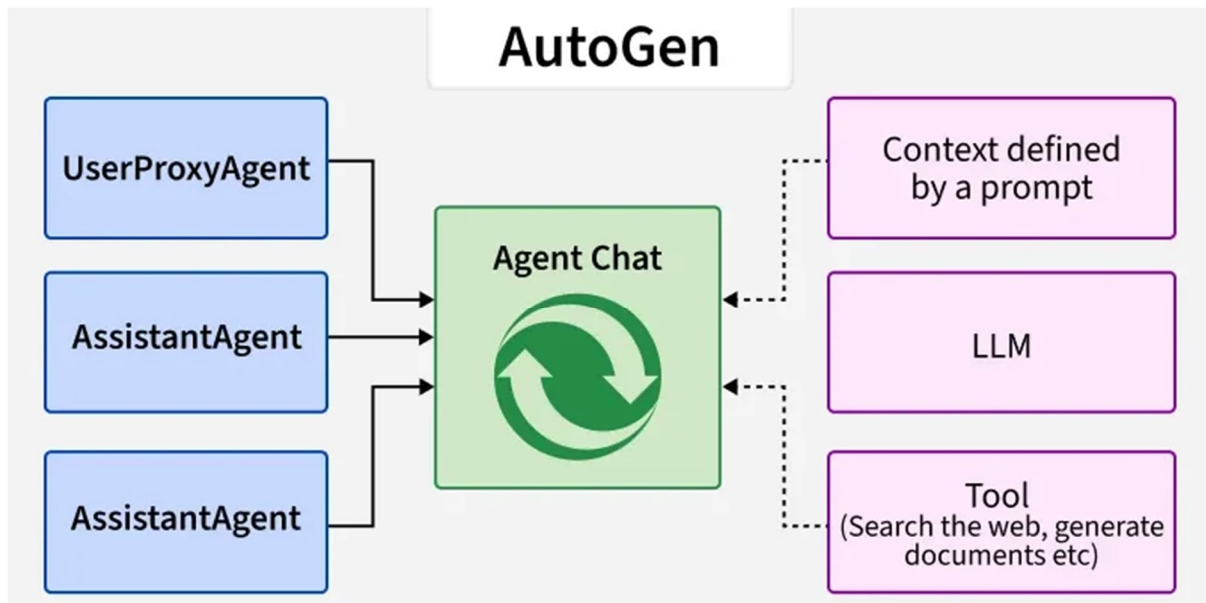 AutoGen
UserProxyAgent
AssistantAgent
AssistantAgent
Agent Chat
Context defined
by a prompt
LLM
Tool
(Search the web, generate
documents etc)